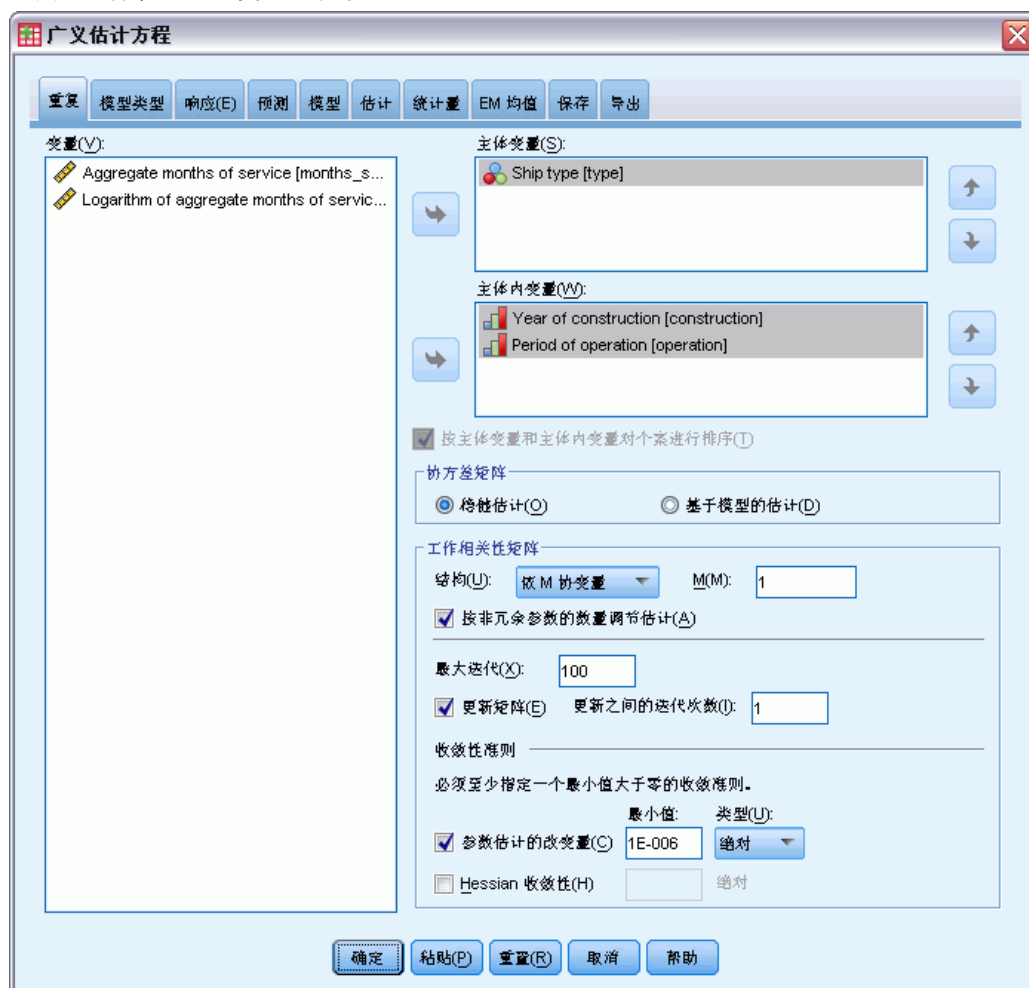 广义估计方程
重复 模型类型 响应(E) 预测 模型 估计 统计量 EM 均值 保存 导出
变量(V):
Aggregate months of service [months_s...
Logarithm of aggregate months of servic...
主体变量(S):
Ship type [type]
主体内变量(W):
Year of construction [construction]
Period of operation [operation]
按主体变量和主体内变量对个案进行排序(T)
协方差矩阵
稳健估计(O) 基于模型的估计(D)
工作相关性矩阵
结构(U): 依 M 协变量 M(M): 1
按非冗余参数的数量调节估计(A)
最大迭代(X): 100
更新矩阵(E) 更新之间的迭代次数(I): 1
收敛性准则
必须至少指定一个最小值大于零的收敛准则。
最小值: 类型(U):
参数估计的改变量(C) 1E-006 绝对
Hessian 收敛性(H) 绝对
确定 粘贴(P) 重置(R) 取消 帮助